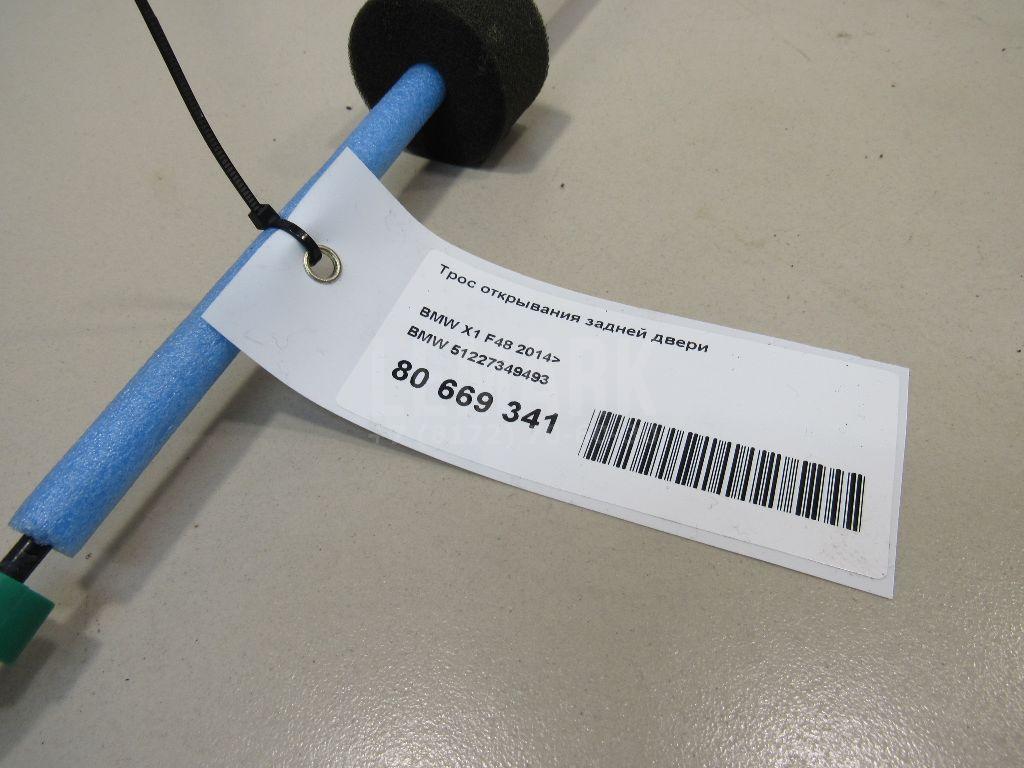 Трос открывания задней двери
BMW X1 F48 2014>
BMW 51227349493
80 669 341